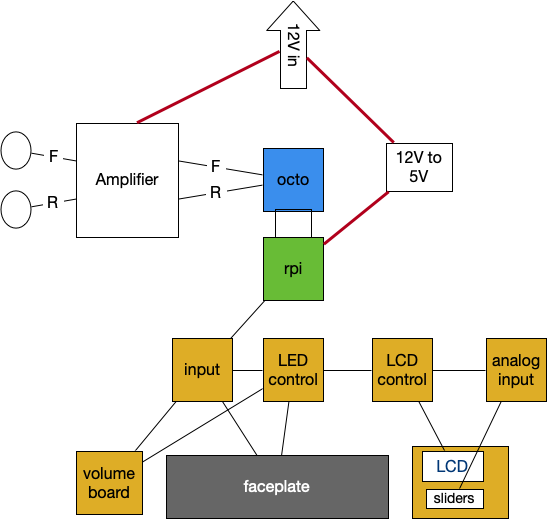 12V in
F
R
Amplifier
F
R
octo
12V to
5V
rpi
input
LED
control
LCD
control
analog
input
volume
board
faceplate
LCD
sliders